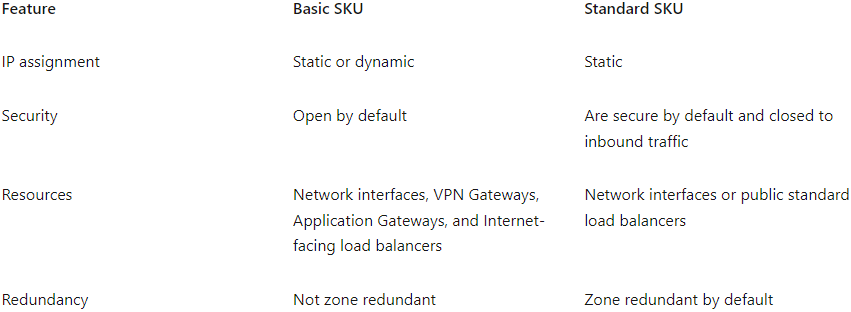 Feature Basic SKU Standard SKU
IP assignment Static or dynamic Static
Security Open by default Are secure by default and closed to
inbound traffic
Resources Network interfaces, VPN Gateways, Network interfaces or public standard
Application Gateways, and Internet- load balancers
facing load balancers
Redundancy Not zone redundant Zone redundant by default